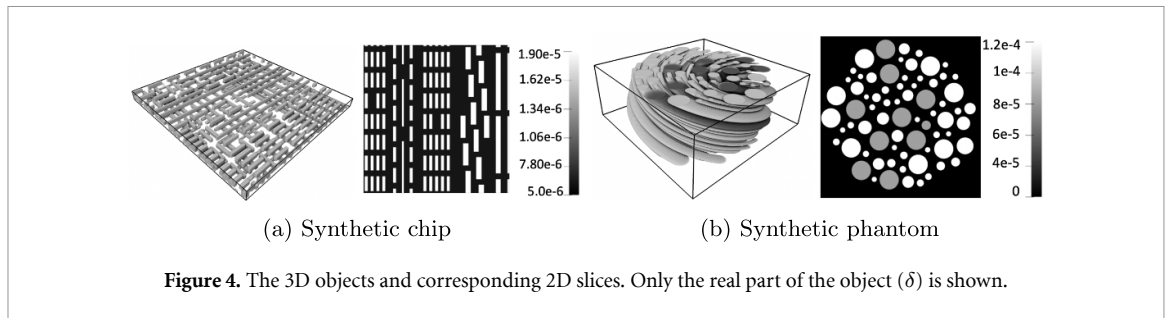 1.90e-5
1.62e-5
1.34e-6
1.06e-6
7.80e-6
5.0e-6
1.2e-4
1e-4
8e-5
6e-5
4e-5
0
(a) Synthetic chip
(b) Synthetic phantom
Figure 4. The 3D objects and corresponding 2D slices. Only the real part of the object (δ) is shown.